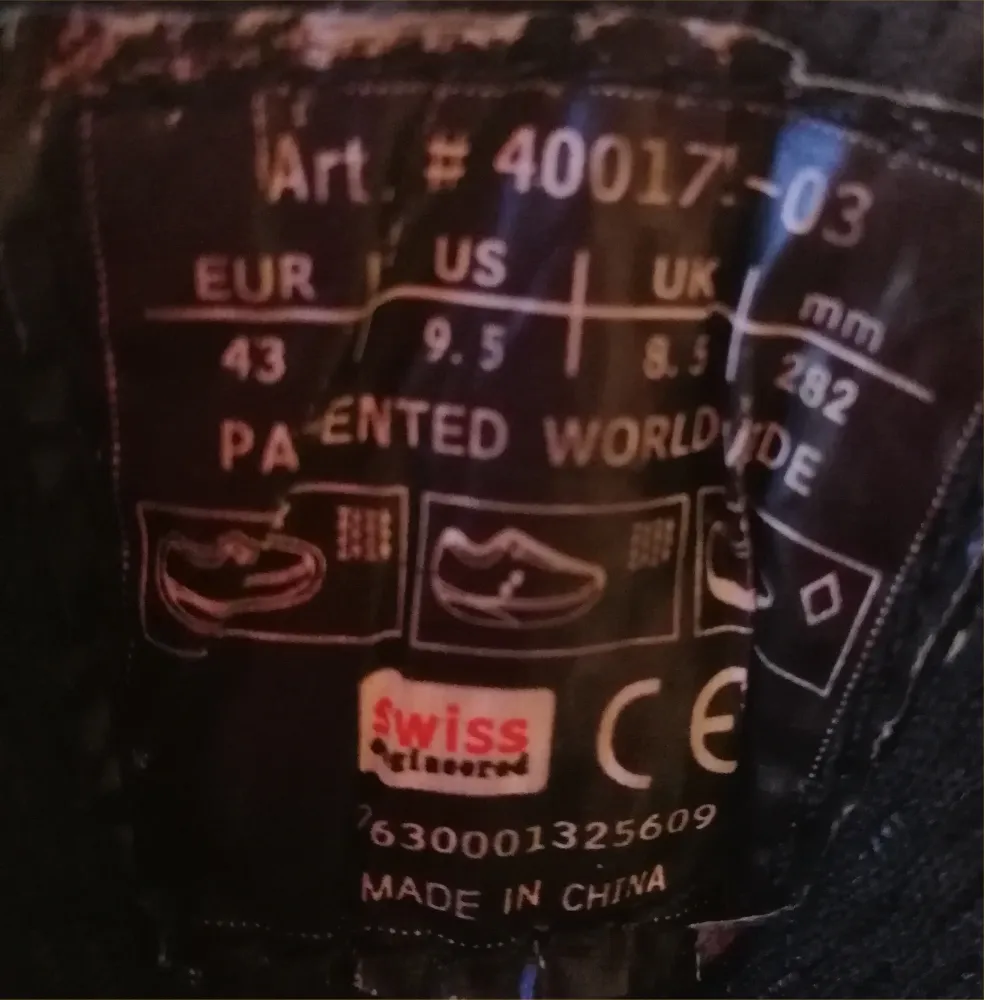 Art. # 40017 -03
EUR US UK mm
43 9.5 8.5 282
PATENTED WORLDWIDE
Swiss
CE
7630001325609
MADE IN CHINA